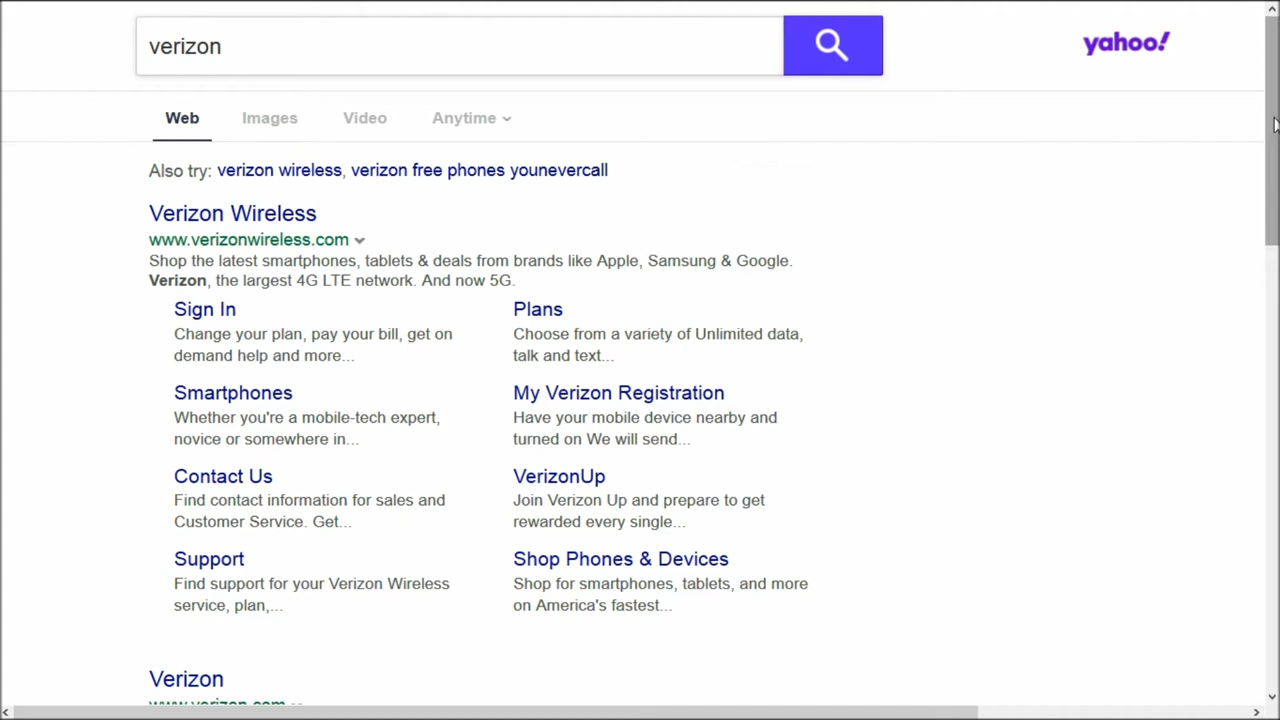 verizon
yahoo!
Web Images Video Anytime
Also try: verizon wireless, verizon free phones younevercall
Verizon Wireless
www.verizonwireless.com
Shop the latest smartphones, tablets & deals from brands like Apple, Samsung & Google.
Verizon, the largest 4G LTE network. And now 5G.
Sign In
Change your plan, pay your bill, get on
demand help and more...
Plans
Choose from a variety of Unlimited data,
talk and text...
Smartphones
Whether you're a mobile-tech expert,
novice or somewhere in...
My Verizon Registration
Have your mobile device nearby and
turned on We will send...
Contact Us
Find contact information for sales and
Customer Service. Get...
VerizonUp
Join Verizon Up and prepare to get
rewarded every single...
Support
Find support for your Verizon Wireless
service, plan,...
Shop Phones & Devices
Shop for smartphones, tablets, and more
on America's fastest...
Verizon
www.verizon.com